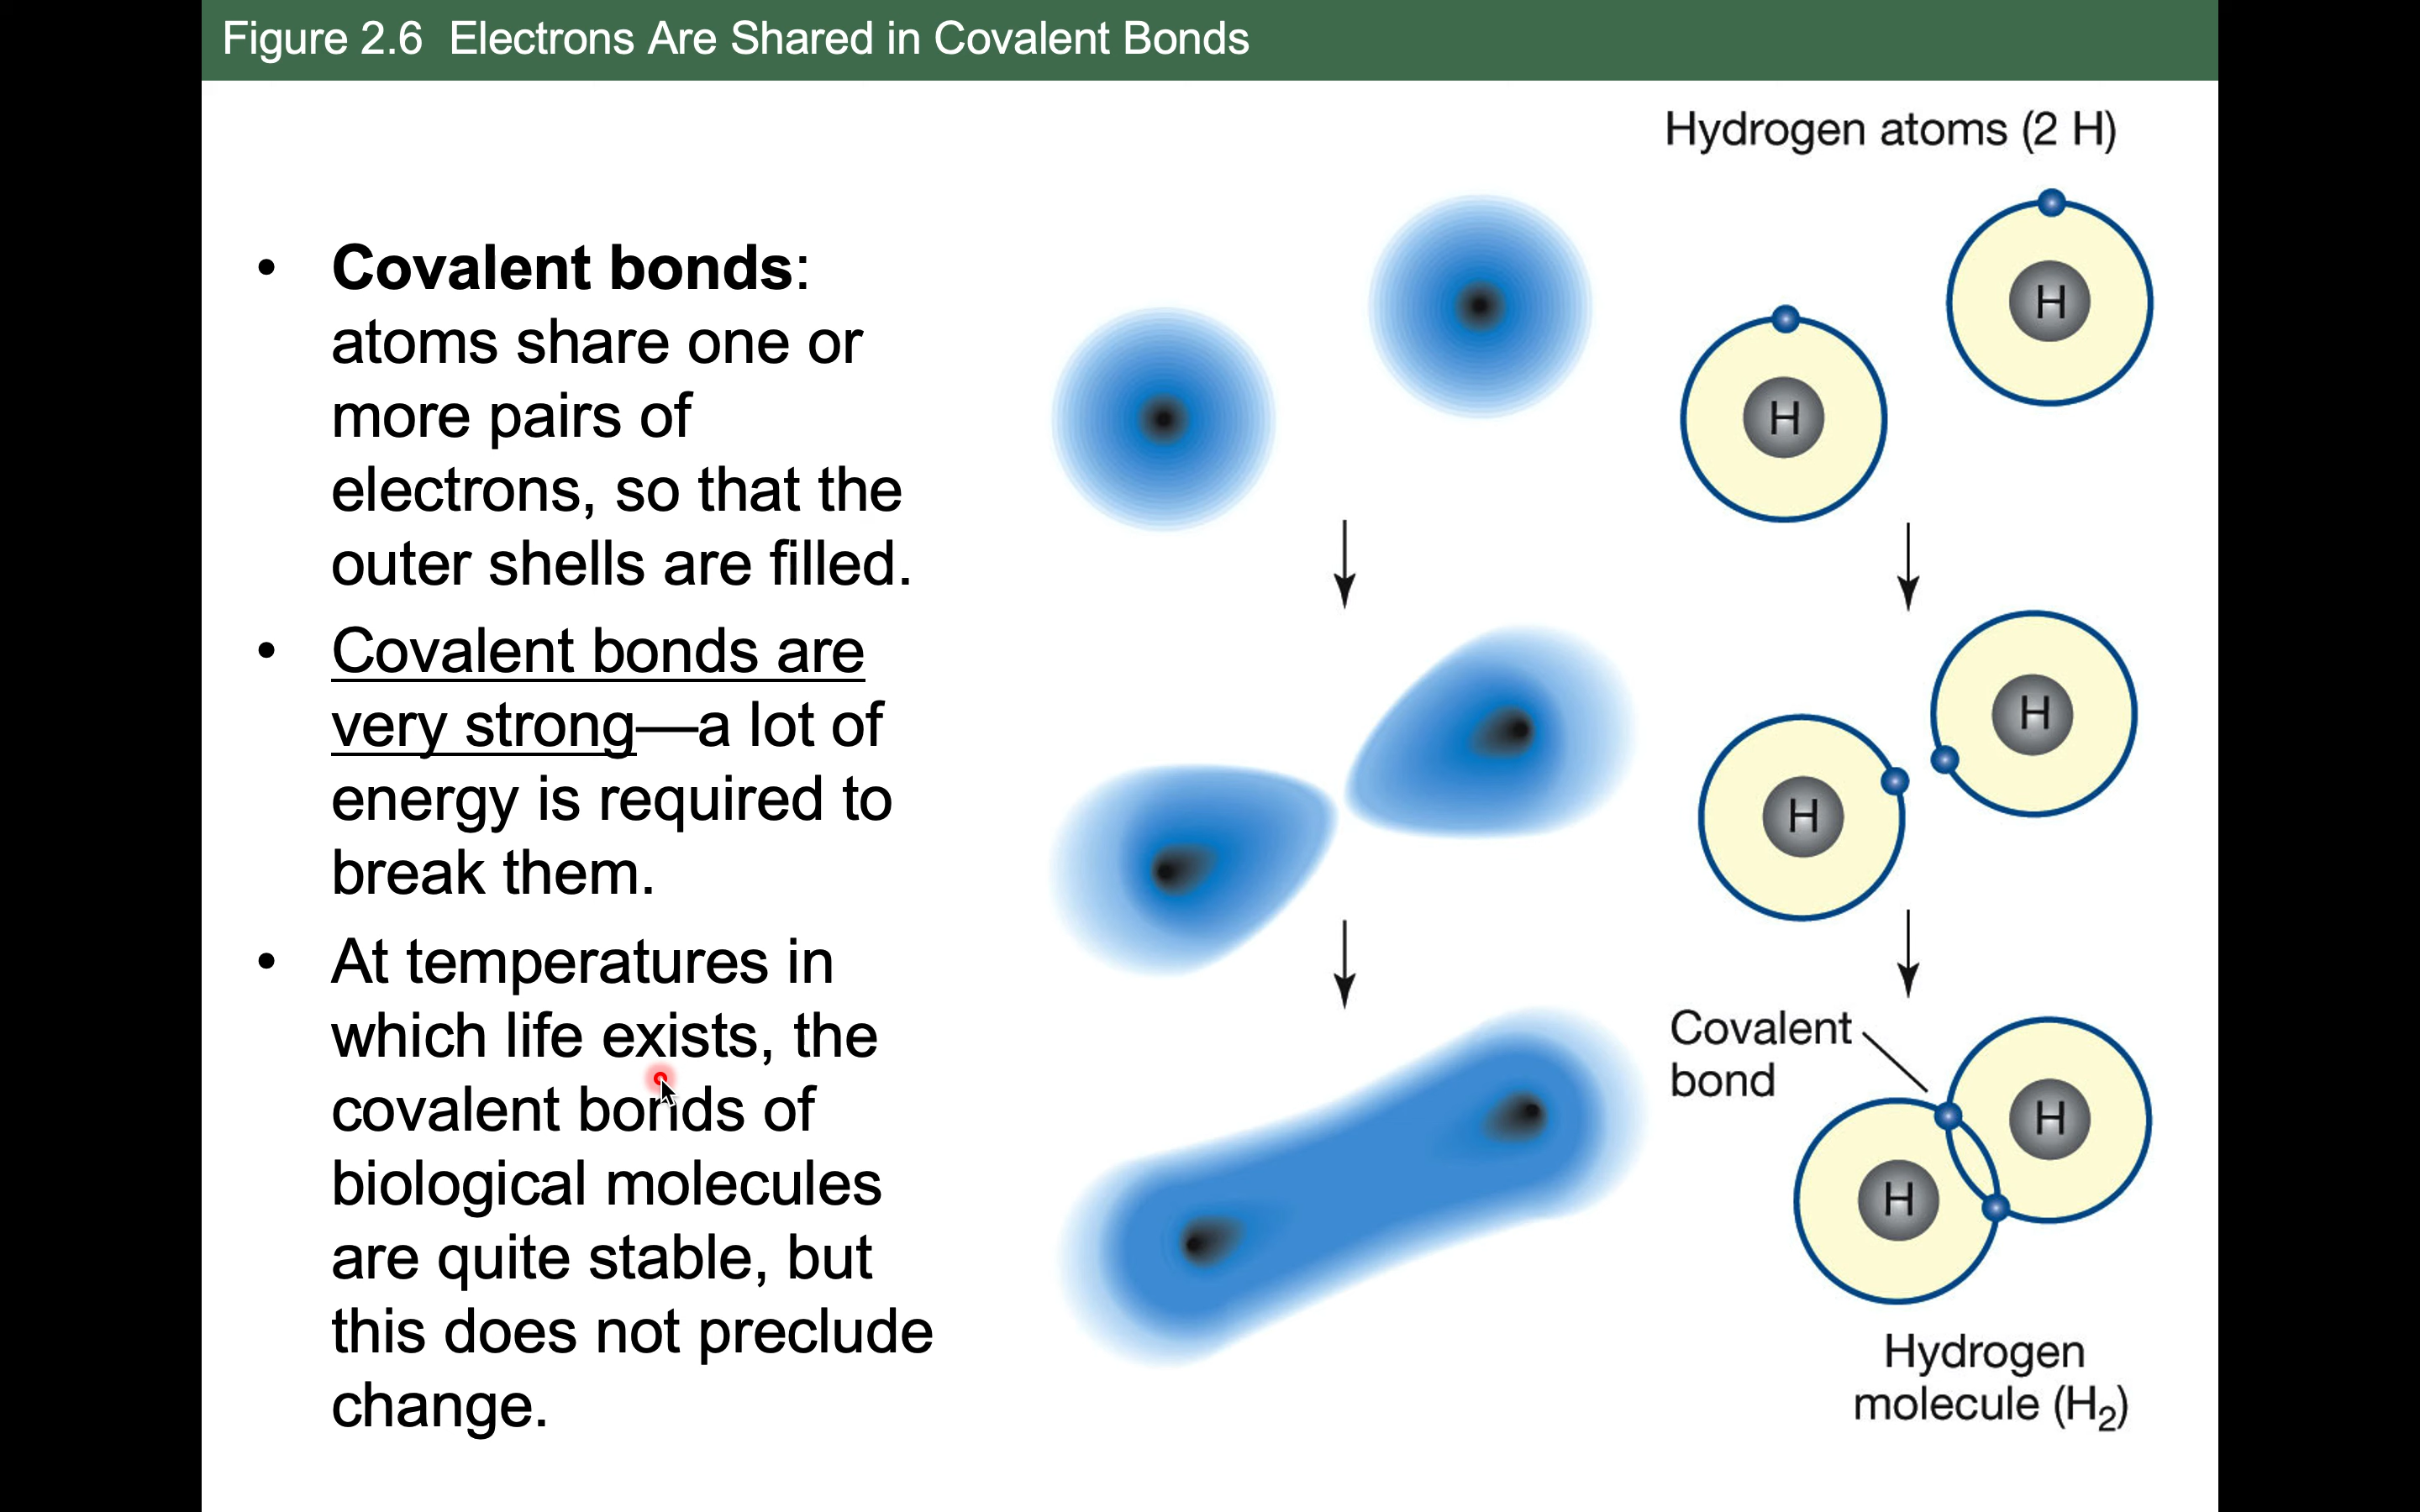 Figure 2.6  Electrons Are Shared in Covalent Bonds
• Covalent bonds:
atoms share one or
more pairs of
electrons, so that the
outer shells are filled.
• Covalent bonds are
very strong—a lot of
energy is required to
break them.
• At temperatures in
which life exists, the
covalent bonds of
biological molecules
are quite stable, but
this does not preclude
change.
Hydrogen atoms (2 H)
H
H
H
H
Covalent
bond
H
H
Hydrogen
molecule (H₂)